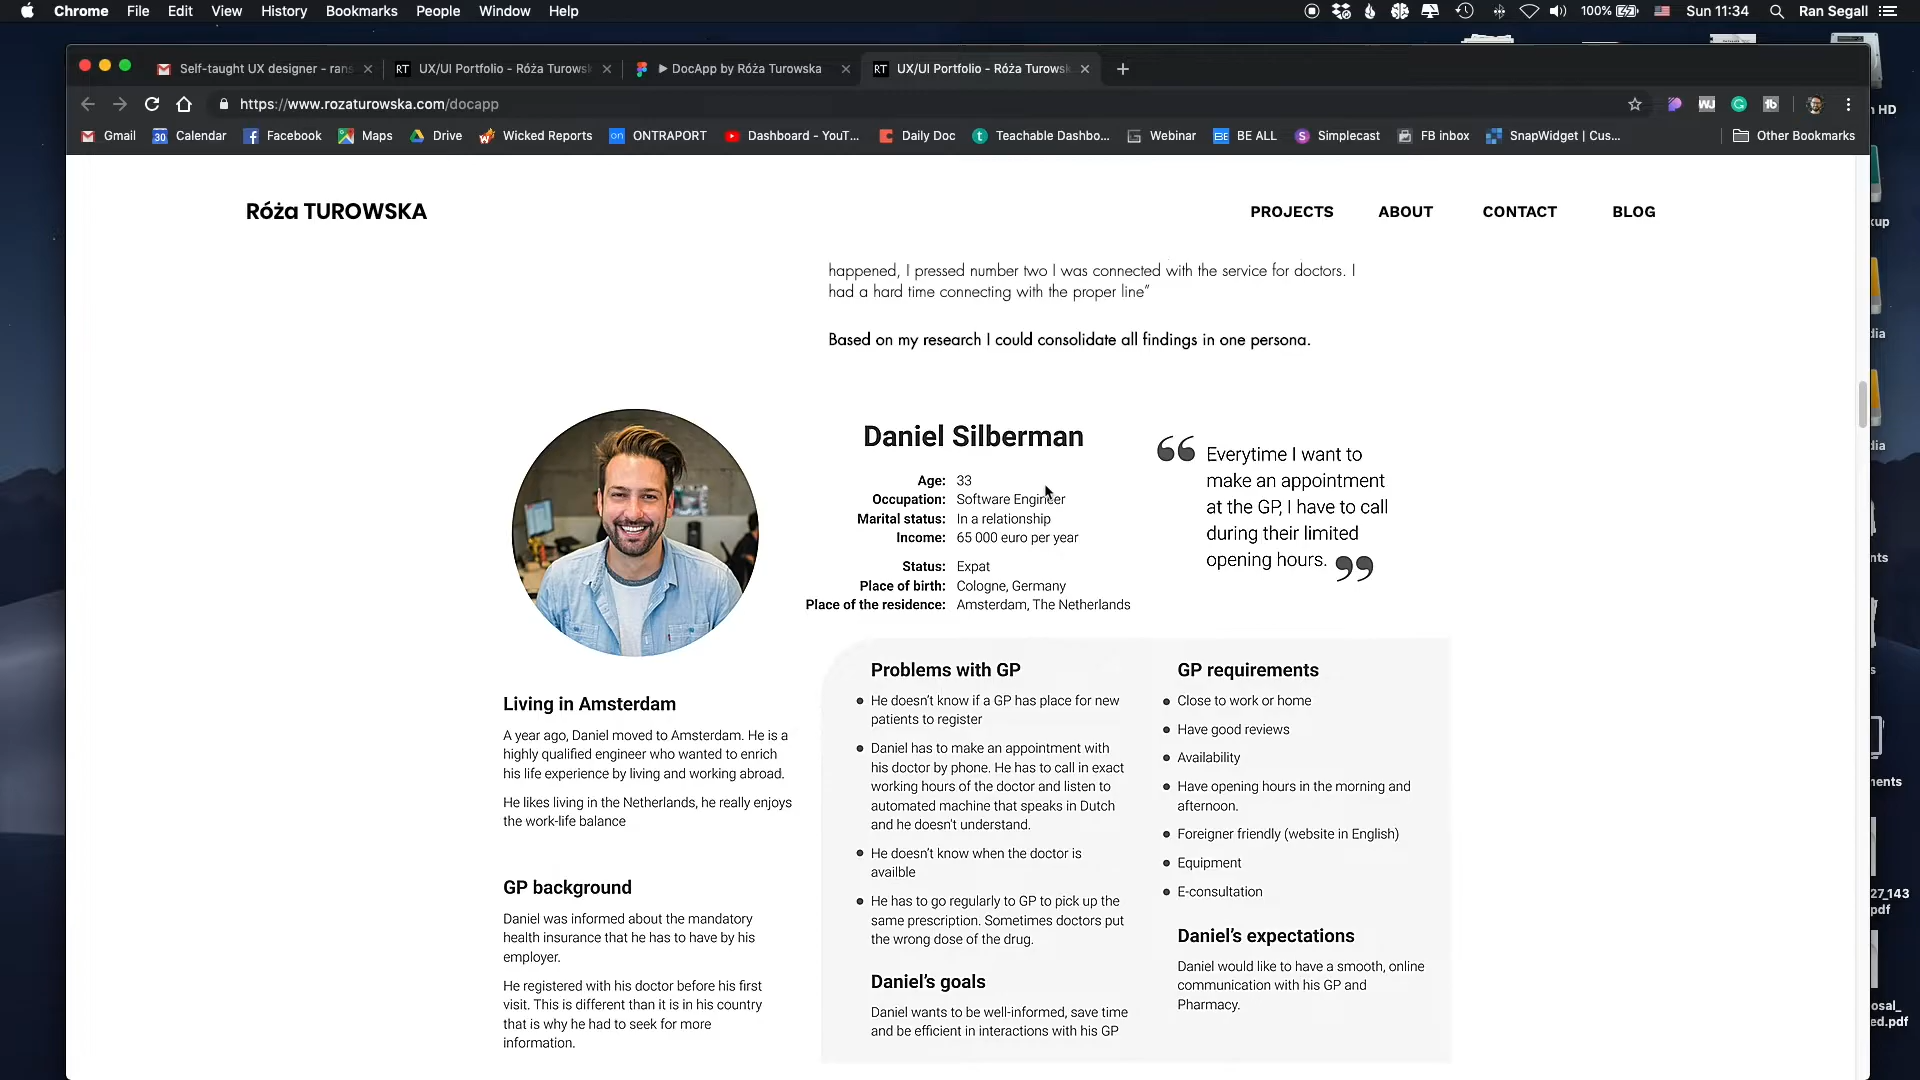 Chrome File Edit View History Bookmarks People Window Help
100% Sun 11:34 Ran Segall
Self-taught UX designer - rans
RT UX/UI Portfolio - Róża Turowsk
DocApp by Róża Turowska
RT UX/UI Portfolio - Róża Turowsk
https://www.rozaturowska.com/docapp
Gmail
30 Calendar
Facebook
Maps
Drive
Wicked Reports
on ONTRAPORT
Dashboard - YouT...
Daily Doc
t Teachable Dashbo...
Webinar
BE BE ALL
S Simplecast
FB inbox
SnapWidget | Cus...
Other Bookmarks
HD
Róża TUROWSKA
PROJECTS ABOUT CONTACT BLOG
happened, I pressed number two I was connected with the service for doctors. I
had a hard time connecting with the proper line”
Based on my research I could consolidate all findings in one persona.
Daniel Silberman
Age: 33
Occupation: Software Engineer
Marital status: In a relationship
Income: 65 000 euro per year
Status: Expat
Place of birth: Cologne, Germany
Place of the residence: Amsterdam, The Netherlands
“ Everytime I want to
make an appointment
at the GP, I have to call
during their limited
opening hours. ”
Living in Amsterdam
A year ago, Daniel moved to Amsterdam. He is a
highly qualified engineer who wanted to enrich
his life experience by living and working abroad.
He likes living in the Netherlands, he really enjoys
the work-life balance
GP background
Daniel was informed about the mandatory
health insurance that he has to have by his
employer.
He registered with his doctor before his first
visit. This is different than it is in his country
that is why he had to seek for more
information.
Problems with GP
He doesn’t know if a GP has place for new
patients to register
Daniel has to make an appointment with
his doctor by phone. He has to call in exact
working hours of the doctor and listen to
automated machine that speaks in Dutch
and he doesn’t understand.
He doesn’t know when the doctor is
availble
He has to go regularly to GP to pick up the
same prescription. Sometimes doctors put
the wrong dose of the drug.
Daniel’s goals
Daniel wants to be well-informed, save time
and be efficient in interactions with his GP
GP requirements
Close to work or home
Have good reviews
Availability
Have opening hours in the morning and
afternoon.
Foreigner friendly (website in English)
Equipment
E-consultation
Daniel’s expectations
Daniel would like to have a smooth, online
communication with his GP and
Pharmacy.
27_143
pdf
osal_
ed.pdf